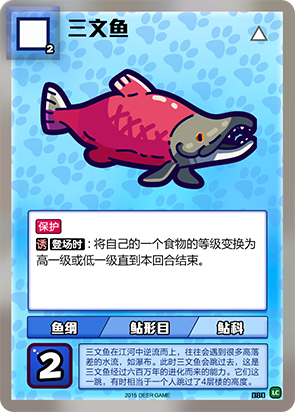 2
三文鱼
保护
诱 登场时：将自己的一个食物的等级变换为
高一级或低一级直到本回合结束。
鱼纲 鲇形目 鲇科
2
三文鱼在江河中逆流而上，往往会遇到很多高落
差的水流，如瀑布。此时三文鱼会跳过去，这是
三文鱼经过六百万年的进化而来的能力。它们这
一跳，有时相当于一个人跳过了4层楼的高度。
2015 DEER GAME
080
LC